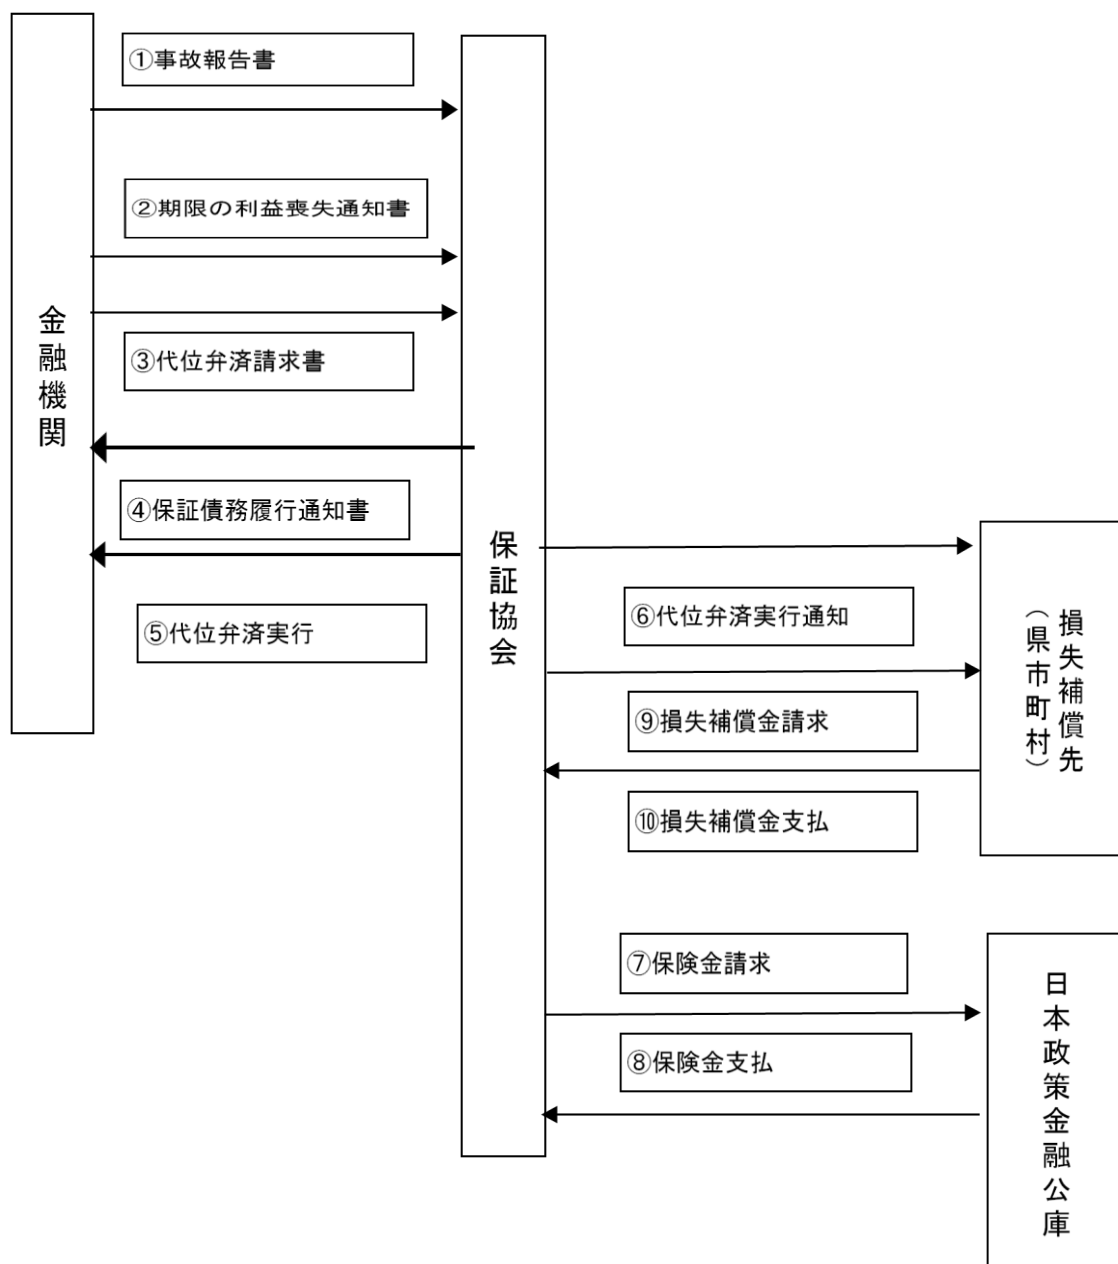 ①事故報告書
②期限の利益喪失通知書
金融機関
③代位弁済請求書
④保証債務履行通知書
⑤代位弁済実行
保証協会
⑥代位弁済実行通知
⑨損失補償金請求
⑩損失補償金支払
損失補償先
（県市町村）
⑦保険金請求
⑧保険金支払
日本政策金融公庫